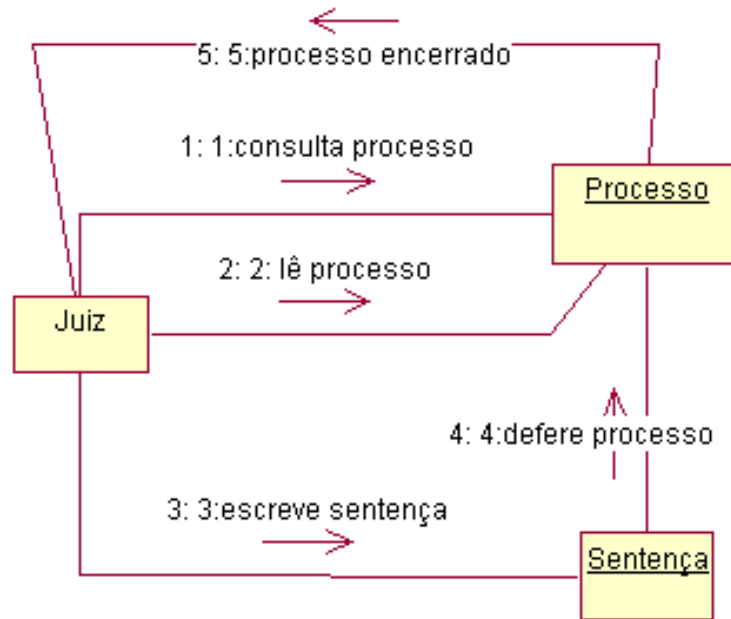 5: 5:processo encerrado
1: 1:consulta processo
Processo
2: 2: lê processo
Juiz
4: 4:defere processo
3: 3:escreve sentença
Sentença